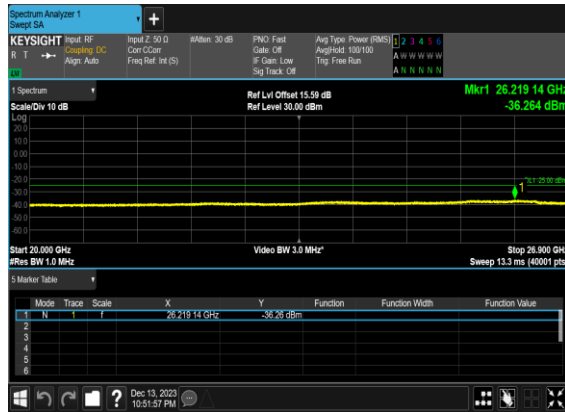 Spectrum Analyzer 1
Swept SA
+
KEYSIGHT Input: RF Input Z: 50 Ω #Atten: 30 dB PNO: Fast Avg Type: Power (RMS) 1 2 3 4 5 6
R T Coupling: DC Corr CCorr Gate: Off Avg|Hold: 100/100 A W W W W W
Align: Auto Freq Ref: Int (S) IF Gain: Low Trig: Free Run
Sig Track: Off A N N N N N
1 Spectrum Mkr1 26.219 14 GHz
Ref Lvl Offset 15.59 dB
Scale/Div 10 dB Ref Level 30.00 dBm -36.264 dBm
Log
20.0
10.0
0.00
-10.0
-20.0
-30.0
-40.0
-50.0
-60.0
1
DL1 -25.00 dBm
Start 20.000 GHz Video BW 3.0 MHz* Stop 26.900 GHz
#Res BW 1.0 MHz Sweep 13.3 ms (40001 pts)
5 Marker Table
Mode Trace Scale X Y Function Function Width Function Value
1 N 1 f 26.219 14 GHz -36.26 dBm
2
3
4
5
6
? Dec 13, 2023
10:51:57 PM